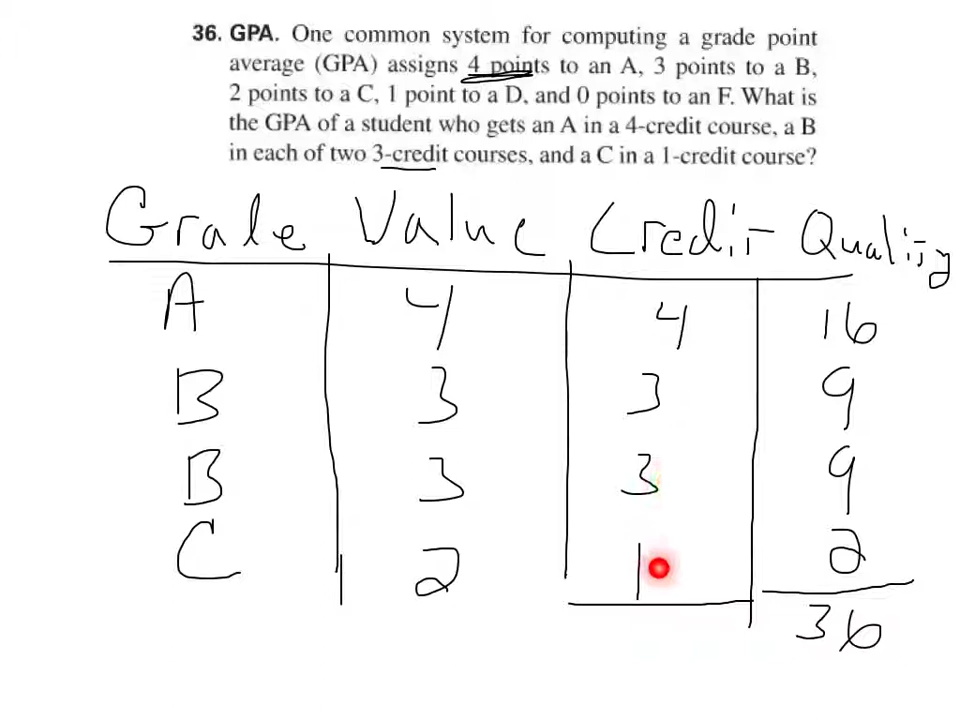 36. GPA. One common system for computing a grade point
average (GPA) assigns 4 points to an A, 3 points to a B,
2 points to a C, 1 point to a D, and 0 points to an F. What is
the GPA of a student who gets an A in a 4-credit course, a B
in each of two 3-credit courses, and a C in a 1-credit course?
Grade Value Credit Quality
A 4 4 16
B 3 3 9
B 3 3 9
C 2 1 2
36